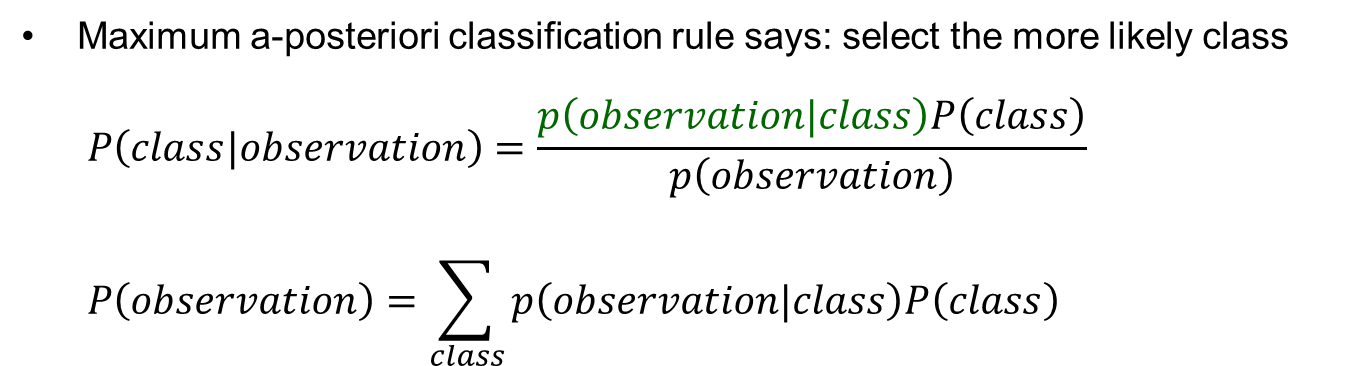 • Maximum a-posteriori classification rule says: select the more likely class
P(class|observation) = p(observation|class)P(class) / p(observation)
P(observation) = ∑_class p(observation|class)P(class)